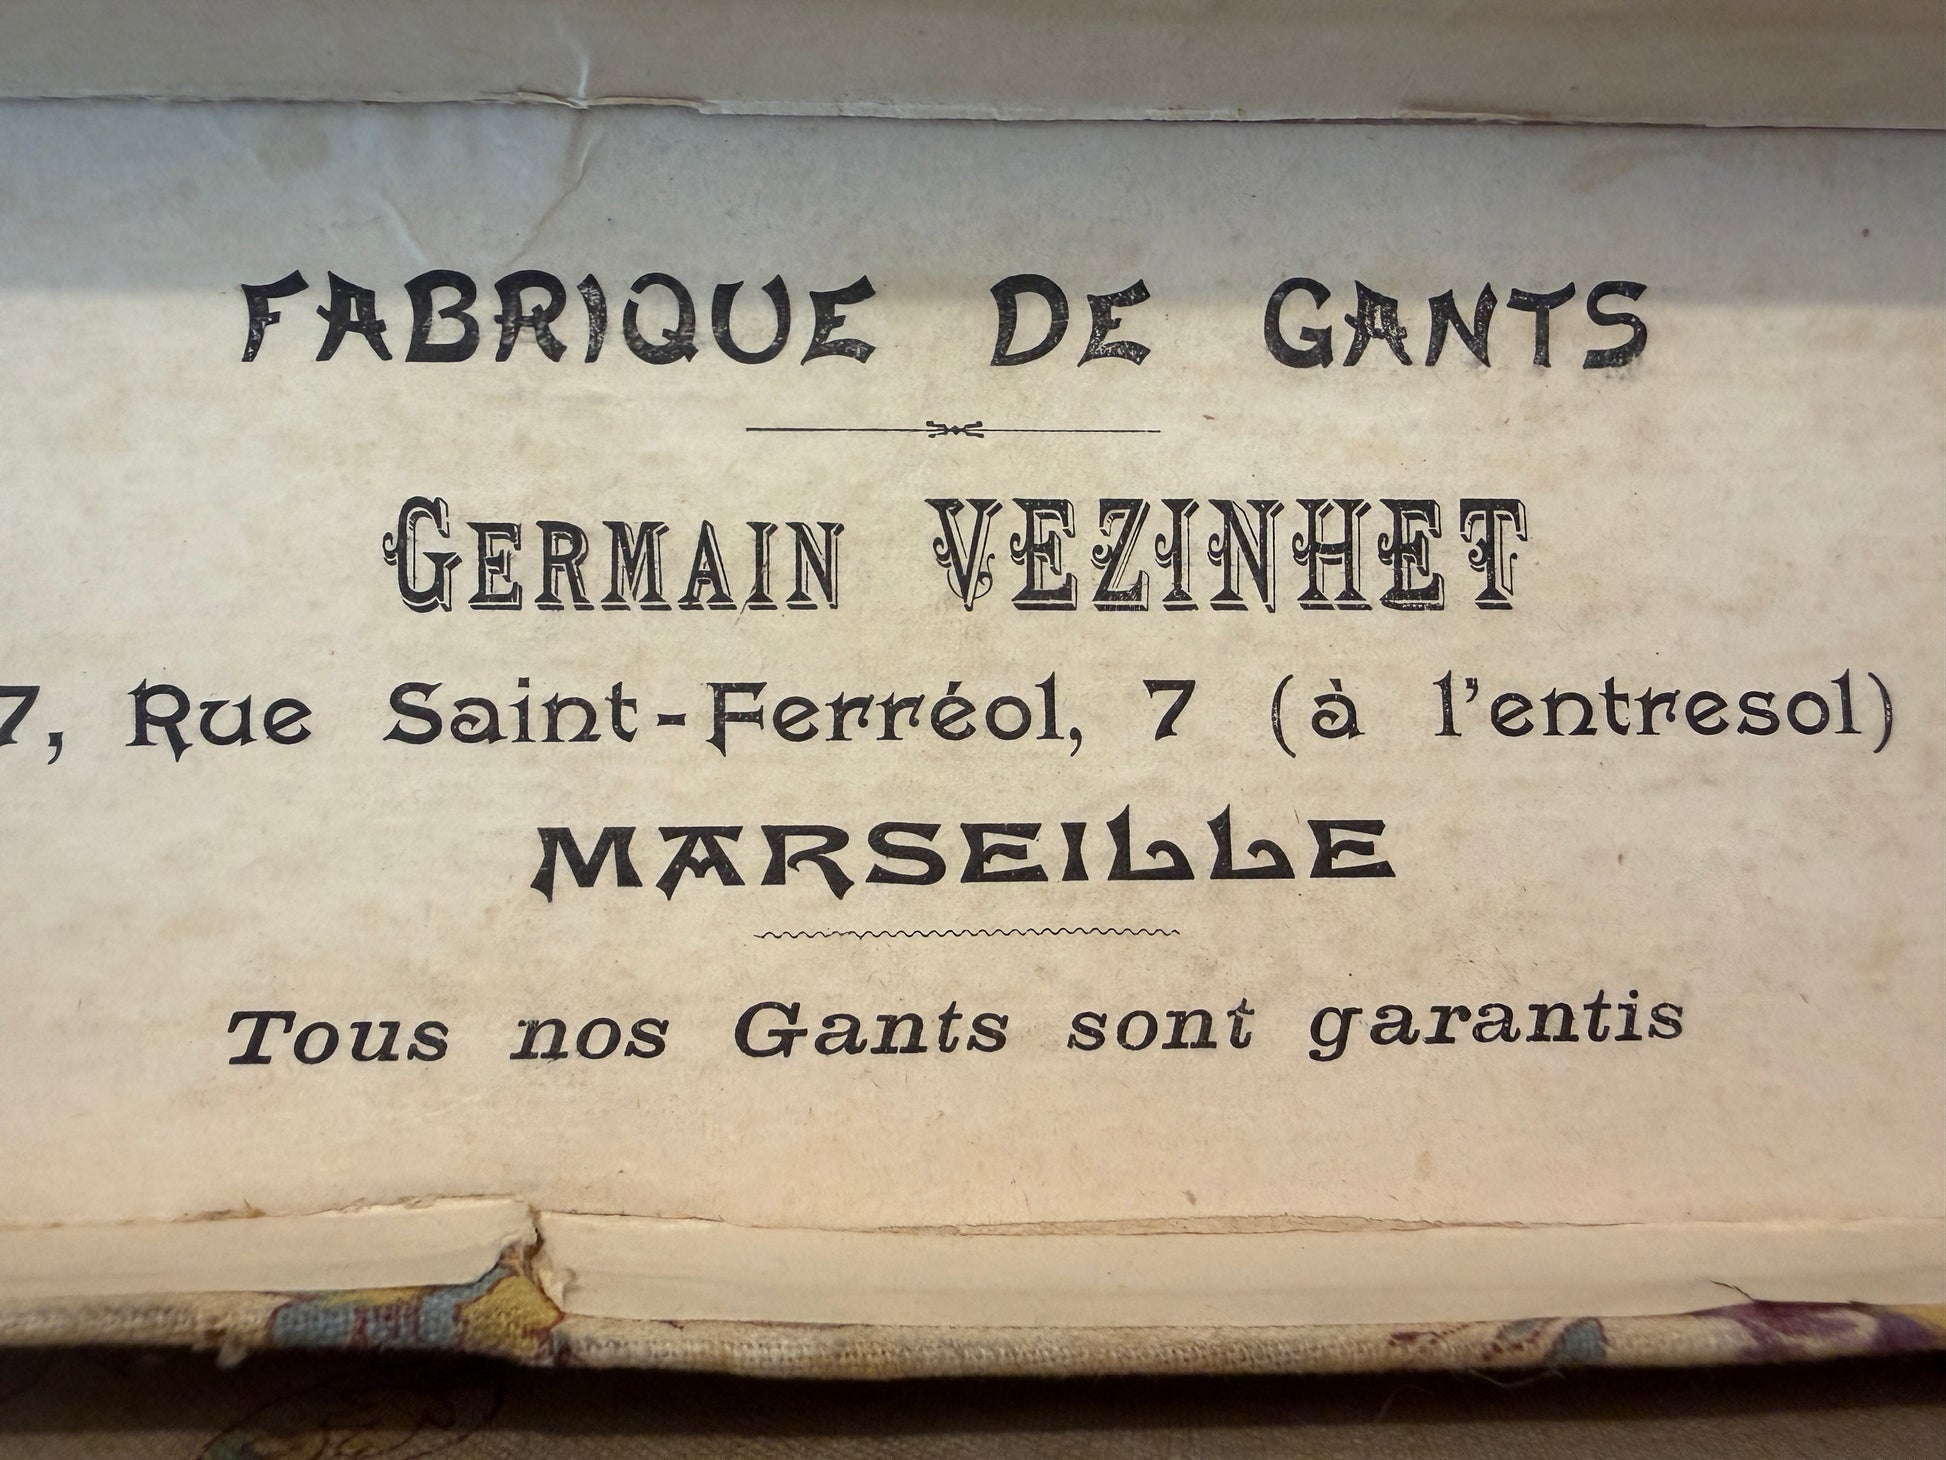 FABRIQUE DE GANTS
GERMAIN VEZINHET
7, Rue Saint-Ferréol, 7 (à l'entresol)
MARSEILLE
Tous nos Gants sont garantis